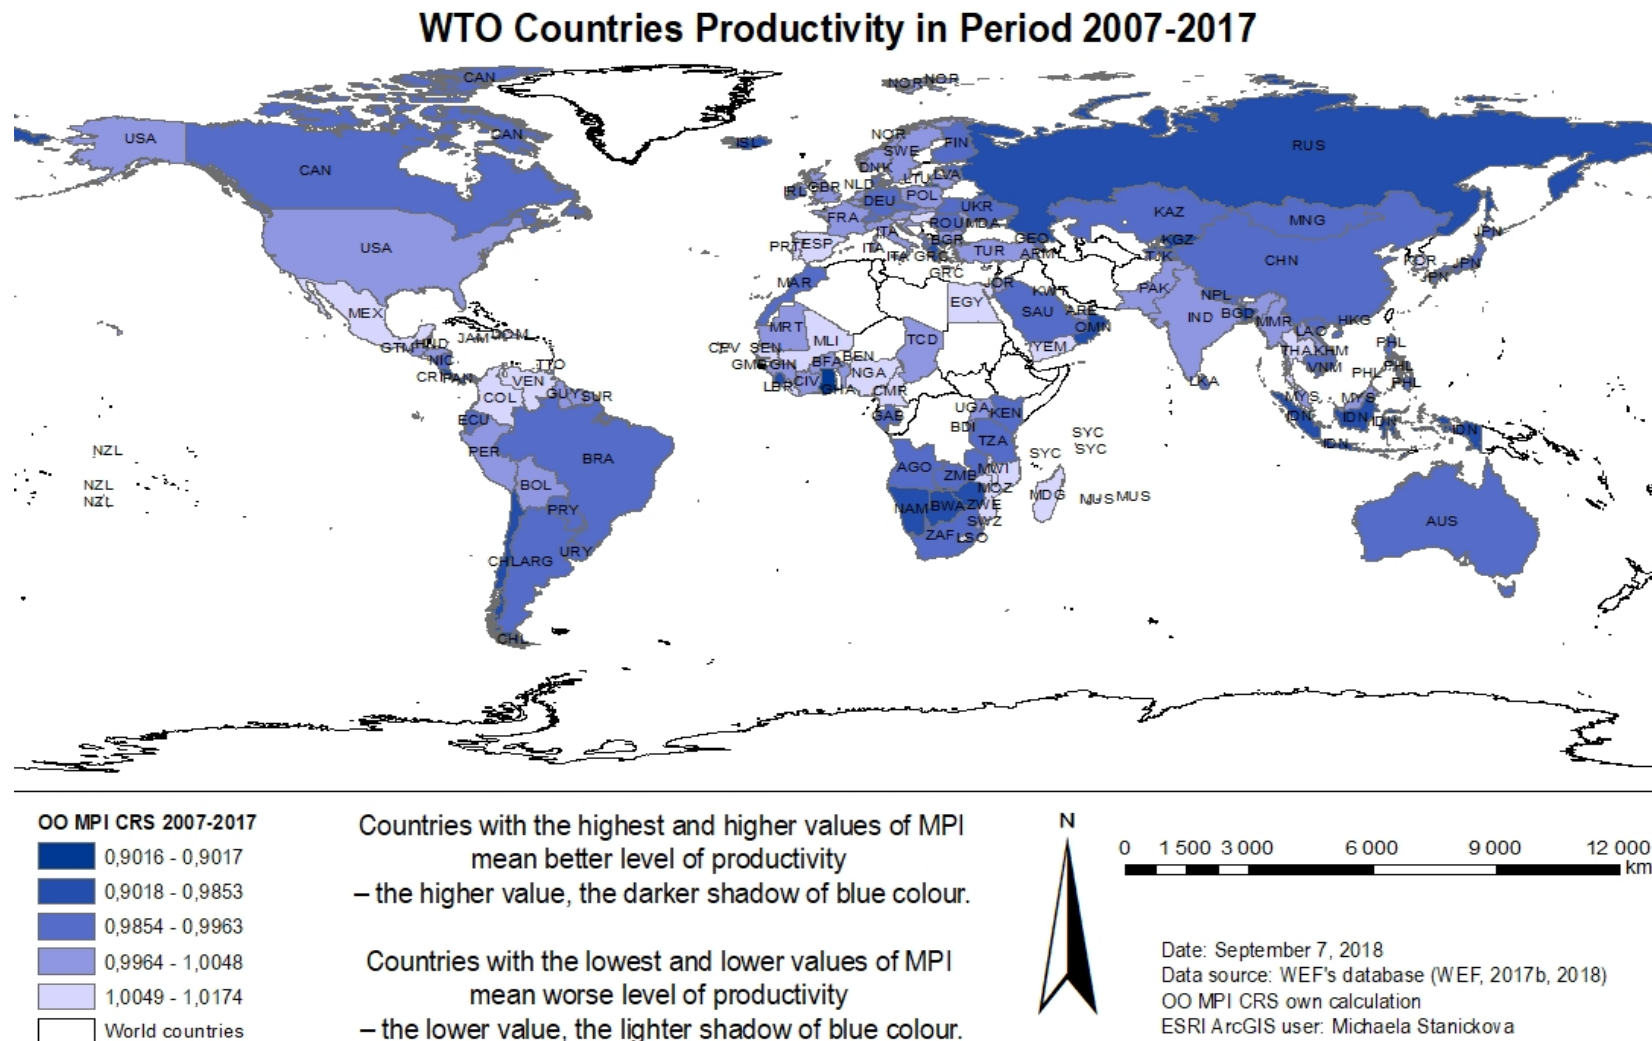 WTO Countries Productivity in Period 2007-2017
CAN
NOR NOR
USA
CAN
ISL
NOR
SWE
FIN
RUS
CAN
DNK
LTU LVA
IRL GBR NLD
DEU
POL
UKR
KAZ
MNG
USA
FRA
ITA
ROU MDA
BGR
GEO
KGZ
JPN
PRT ESP
ITA
ITA GRC
TUR
ARM
TJK
CHN
KOR
JPN
JPN
GRC
MAR
JOR
KWT
PAK
NPL
MEX
EGY
SAU
ARE
OMN
IND
BGD
MMR
HKG
LAO
GTM HND
JAM DOM
NIC
MRT
MLI
TCD
YEM
THA KHM
PHL
CPV SEN
GMB GIN
BFA BEN
VNM
PHL
PHL
PHL
CRI PAN
TTO
VEN
LBR CIV
GHA
NGA
CMR
LKA
COL
GUY SUR
MYS
MYS
ECU
GAB
UGA
KEN
BDI
IDN
IDN
IDN
IDN
IDN
PER
BRA
TZA
SYC
SYC
SYC
NZL
NZL
NZL
BOL
AGO
ZMB
MWI
MOZ
MDG
MUS MUS
PRY
NAM BWA ZWE
SWZ
AUS
CHL ARG
URY
ZAF LSO
CHL
OO MPI CRS 2007-2017
0,9016 - 0,9017
0,9018 - 0,9853
0,9854 - 0,9963
0,9964 - 1,0048
1,0049 - 1,0174
World countries
Countries with the highest and higher values of MPI
mean better level of productivity
– the higher value, the darker shadow of blue colour.
Countries with the lowest and lower values of MPI
mean worse level of productivity
– the lower value, the lighter shadow of blue colour.
N
0 1 500 3 000 6 000 9 000 12 000
km
Date: September 7, 2018
Data source: WEF's database (WEF, 2017b, 2018)
OO MPI CRS own calculation
ESRI ArcGIS user: Michaela Stanickova